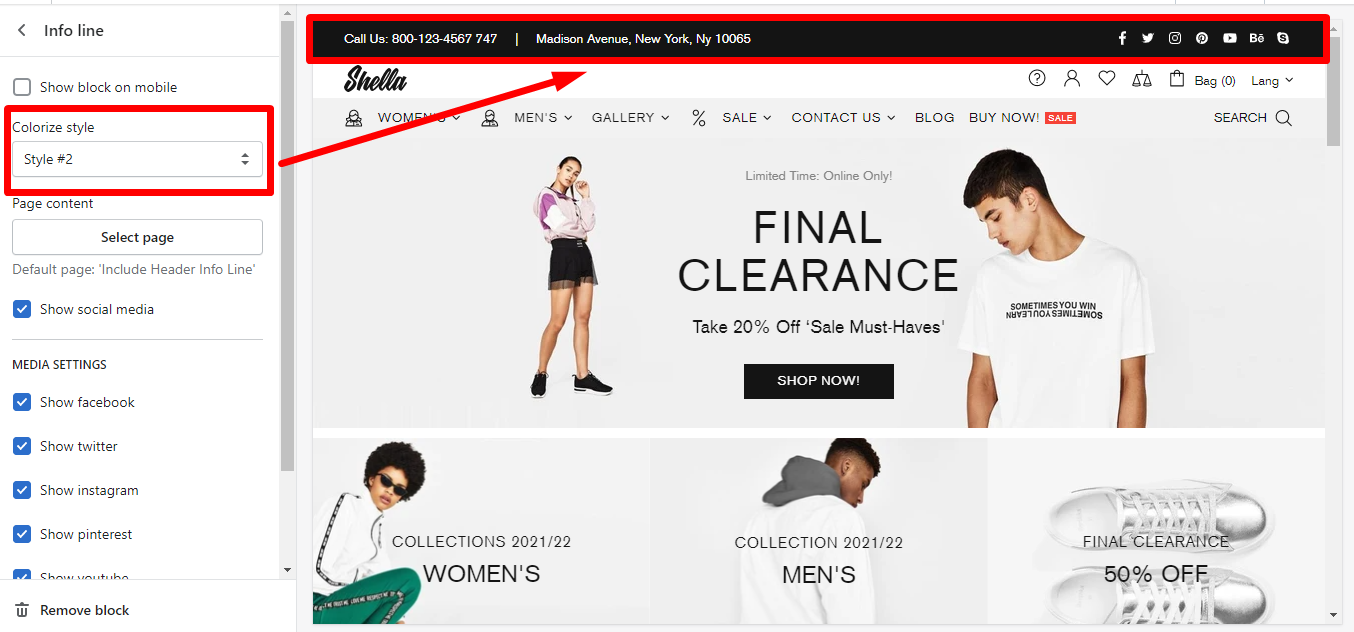 Info line
Show block on mobile
Colorize style
Style #2
Page content
Select page
Default page: 'Include Header Info Line'
Show social media
MEDIA SETTINGS
Show facebook
Show twitter
Show instagram
Show pinterest
Show youtube
Remove block
Call Us: 800-123-4567 747 | Madison Avenue, New York, Ny 10065
Bē
Shella
Bag (0) Lang
WOMEN'S MEN'S GALLERY % SALE CONTACT US BLOG BUY NOW! SALE SEARCH
Limited Time: Online Only!
FINAL
CLEARANCE
Take 20% Off ‘Sale Must-Haves'
SHOP NOW!
SOMETIMES YOU WIN
SOMETIMES YOU LEARN
COLLECTIONS 2021/22
WOMEN'S
COLLECTION 2021/22
MEN'S
FINAL CLEARANCE
50% OFF